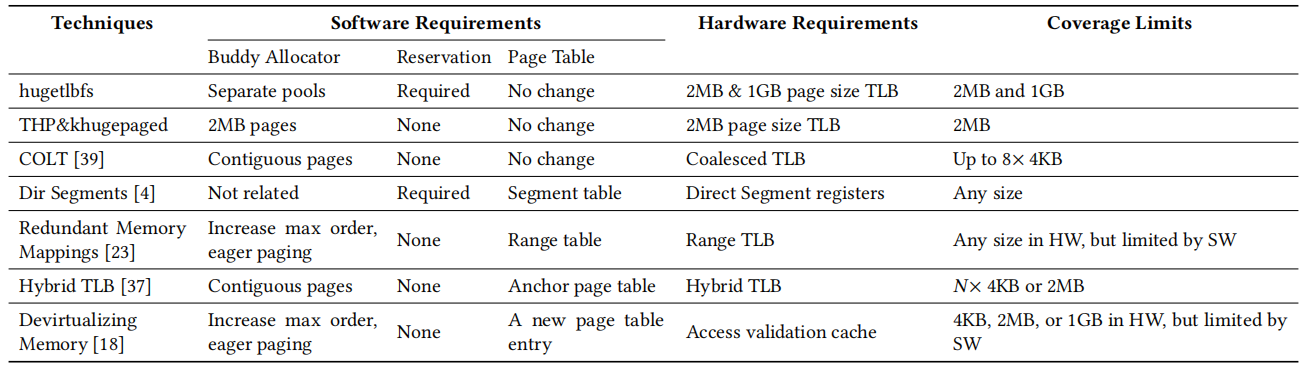 Techniques Software Requirements Hardware Requirements Coverage Limits
Buddy Allocator Reservation Page Table
hugetlbfs Separate pools Required No change 2MB & 1GB page size TLB 2MB and 1GB
THP&khugepaged 2MB pages None No change 2MB page size TLB 2MB
COLT [39] Contiguous pages None No change Coalesced TLB Up to 8× 4KB
Dir Segments [4] Not related Required Segment table Direct Segment registers Any size
Redundant Memory Mappings [23] Increase max order, eager paging None Range table Range TLB Any size in HW, but limited by SW
Hybrid TLB [37] Contiguous pages None Anchor page table Hybrid TLB N× 4KB or 2MB
Devirtualizing Memory [18] Increase max order, eager paging None A new page table entry Access validation cache 4KB, 2MB, or 1GB in HW, but limited by SW